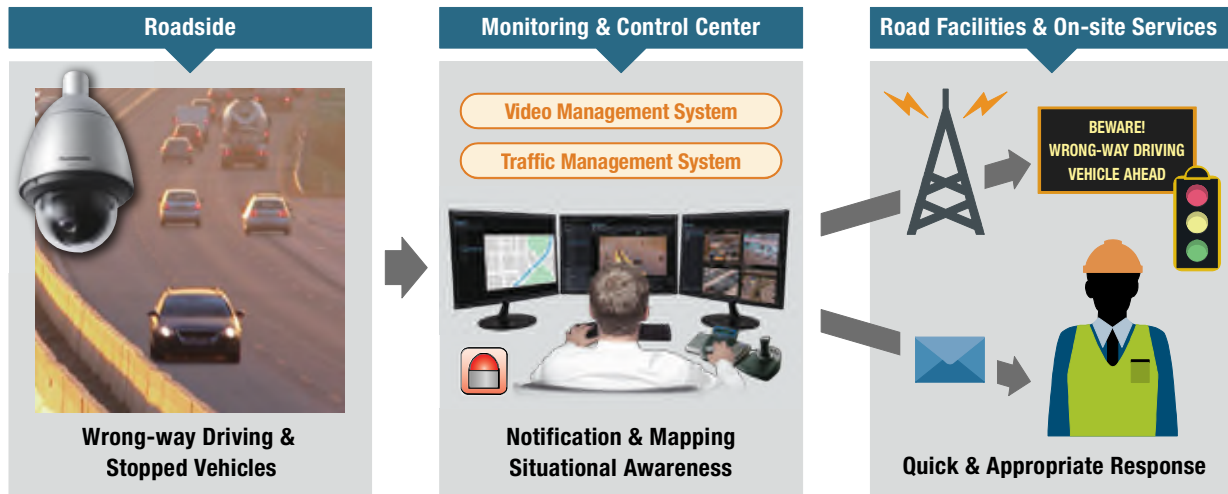 Roadside
Wrong-way Driving &
Stopped Vehicles
Monitoring & Control Center
Video Management System
Traffic Management System
Notification & Mapping
Situational Awareness
Road Facilities & On-site Services
BEWARE!
WRONG-WAY DRIVING
VEHICLE AHEAD
Quick & Appropriate Response